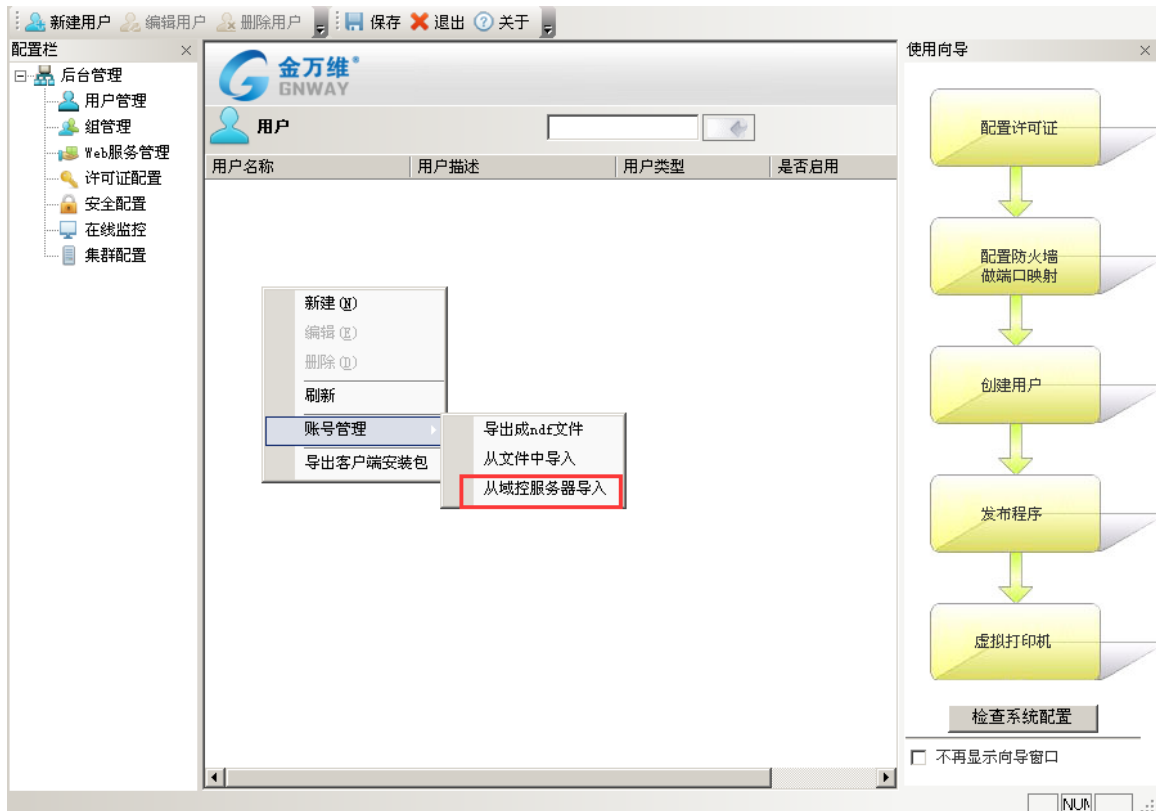 新建用户 编辑用户 删除用户 保存 退出 关于
配置栏
后台管理
用户管理
组管理
Web服务管理
许可证配置
安全配置
在线监控
集群配置
金万维®
GNWAY
用户
用户名称 用户描述 用户类型 是否启用
新建(N)
编辑(E)
删除(D)
刷新
账号管理
导出客户端安装包
导出成ndf文件
从文件中导入
从域控服务器导入
使用向导
配置许可证
配置防火墙
做端口映射
创建用户
发布程序
虚拟打印机
检查系统配置
不再显示向导窗口
NUM